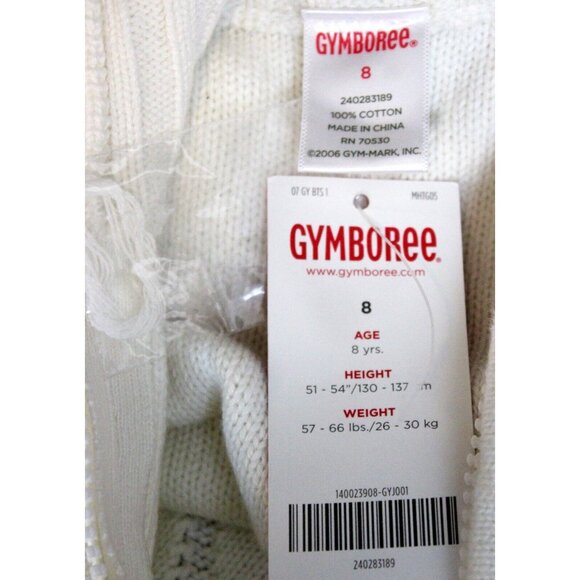 GYMBOREE®
8
240283189
100% COTTON
MADE IN CHINA
RN 70530
©2006 GYM-MARK, INC.
07 GY BTS 1 MHTG05
GYMBOREE®
www.gymboree.com
8
AGE
8 yrs.
HEIGHT
51 - 54"/130 - 137 cm
WEIGHT
57 - 66 lbs./26 - 30 kg
140023908-GYJ001
240283189